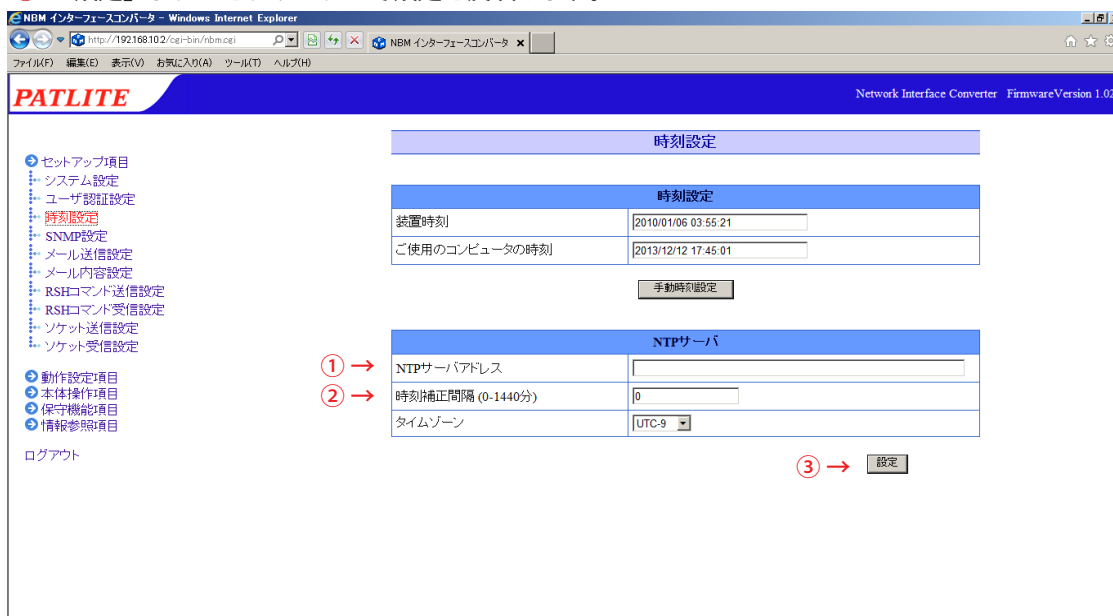 NBM インターフェースコンバータ - Windows Internet Explorer
http://192.168.10.2/cgi-bin/nbm.cgi
NBM インターフェースコンバータ
ファイル(F) 編集(E) 表示(V) お気に入り(A) ツール(T) ヘルプ(H)
PATLITE
Network Interface Converter FirmwareVersion 1.02
時刻設定
セットアップ項目
システム設定
ユーザ認証設定
時刻設定
SNMP設定
メール送信設定
メール内容設定
RSHコマンド送信設定
RSHコマンド受信設定
ソケット送信設定
ソケット受信設定
動作設定項目
本体操作項目
保守機能項目
情報参照項目
ログアウト
時刻設定
装置時刻 2010/01/06 03:55:21
ご使用のコンピュータの時刻 2013/12/12 17:45:01
手動時刻設定
NTPサーバ
① → NTPサーバアドレス
② → 時刻補正間隔 (0-1440分) 0
タイムゾーン UTC-9
③ → 設定